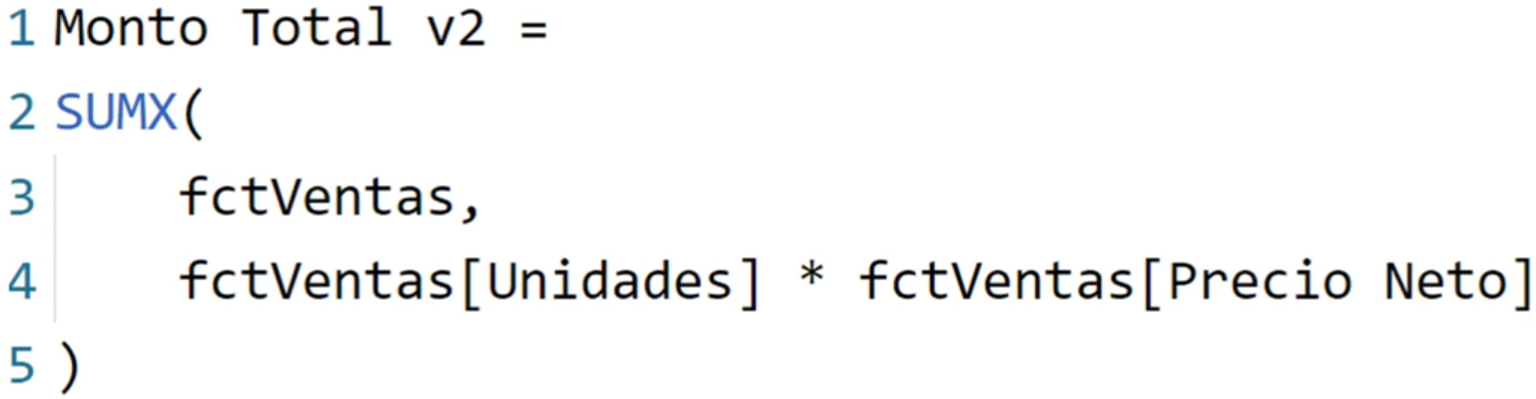 1 Monto Total v2 =
2 SUMX(
3     fctVentas,
4     fctVentas[Unidades] * fctVentas[Precio Neto]
5 )